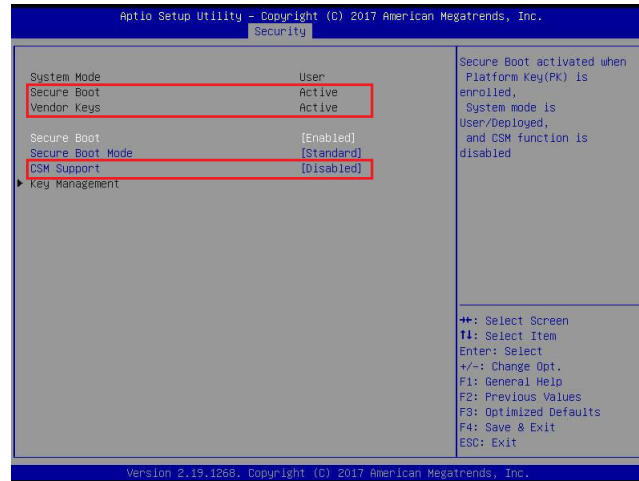 Aptio Setup Utility – Copyright (C) 2017 American Megatrends, Inc.
Security
System Mode User
Secure Boot Active
Vendor Keys Active
Secure Boot [Enabled]
Secure Boot Mode [Standard]
CSM Support [Disabled]
Key Management
Secure Boot activated when
Platform Key(PK) is
enrolled,
System mode is
User/Deployed,
and CSM function is
disabled
→←: Select Screen
↑↓: Select Item
Enter: Select
+/-: Change Opt.
F1: General Help
F2: Previous Values
F3: Optimized Defaults
F4: Save & Exit
ESC: Exit
Version 2.19.1268. Copyright (C) 2017 American Megatrends, Inc.